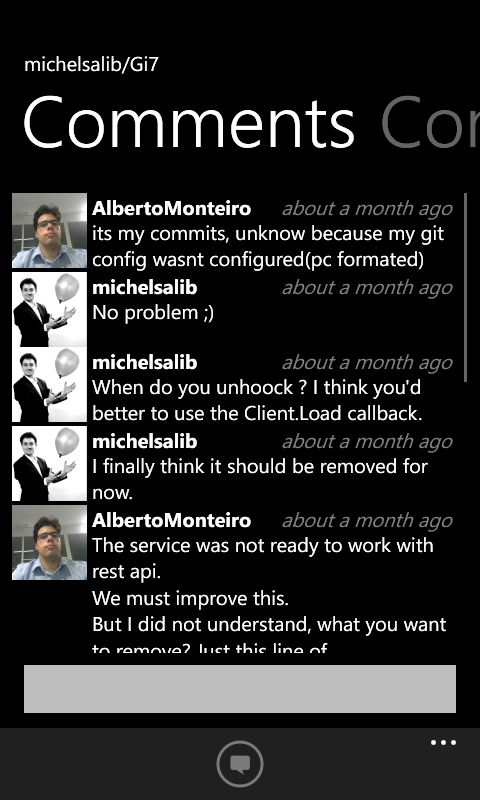 michelsalib/Gi7
Comments Cor
AlbertoMonteiro about a month ago
its my commits, unknow because my git
config wasnt configured(pc formated)
michelsalib about a month ago
No problem ;)
michelsalib about a month ago
When do you unhoock ? I think you'd
better to use the Client.Load callback.
michelsalib about a month ago
I finally think it should be removed for
now.
AlbertoMonteiro about a month ago
The service was not ready to work with
rest api.
We must improve this.
But I did not understand, what you want
to remove? Just this line of